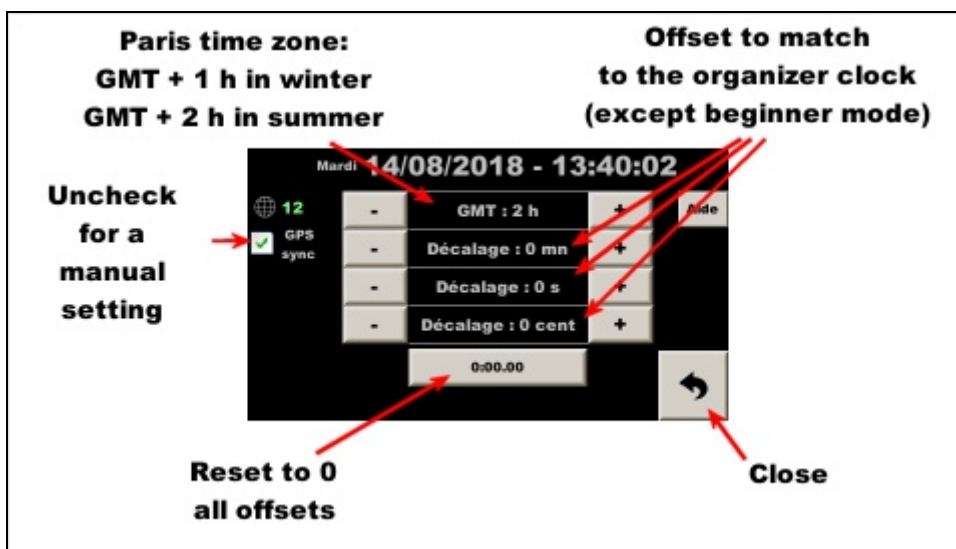 Paris time zone:
GMT + 1 h in winter
GMT + 2 h in summer
Offset to match
to the organizer clock
(except beginner mode)
Uncheck
for a
manual
setting
Mardi 14/08/2018 - 13:40:02
12
GPS
sync
- GMT : 2 h + Aide
- Décalage : 0 mn +
- Décalage : 0 s +
- Décalage : 0 cent +
0:00.00
Reset to 0
all offsets
Close